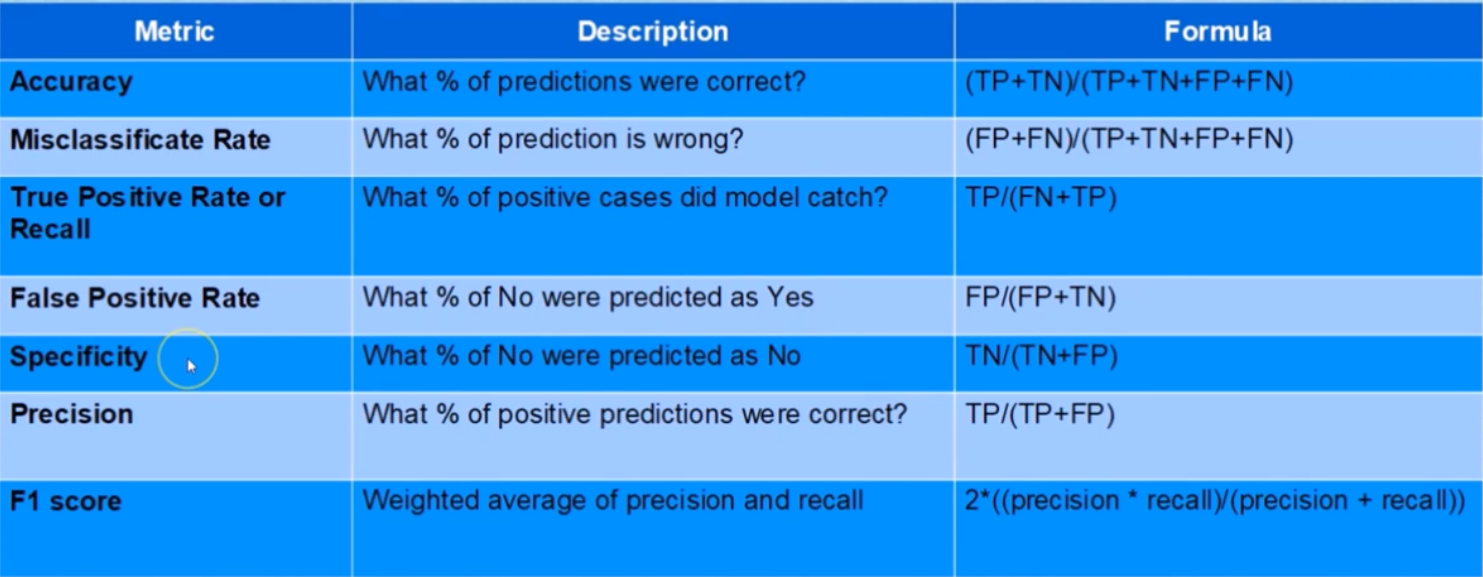 Metric Description Formula
Accuracy What % of predictions were correct? (TP+TN)/(TP+TN+FP+FN)
Misclassificate Rate What % of prediction is wrong? (FP+FN)/(TP+TN+FP+FN)
True Positive Rate or What % of positive cases did model catch? TP/(FN+TP)
Recall
False Positive Rate What % of No were predicted as Yes FP/(FP+TN)
Specificity What % of No were predicted as No TN/(TN+FP)
Precision What % of positive predictions were correct? TP/(TP+FP)
F1 score Weighted average of precision and recall 2*((precision * recall)/(precision + recall))